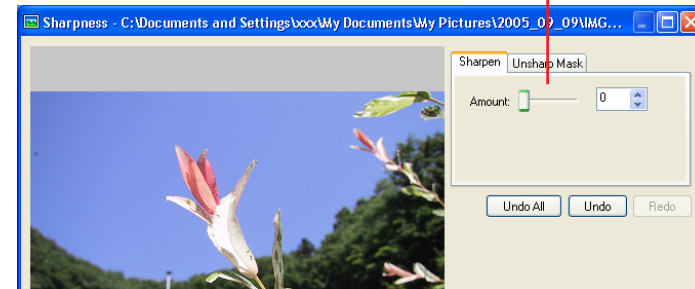 Sharpness - C:\Documents and Settings\xxx\My Documents\My Pictures\2005_09_09\IMG...
Sharpen Unsharp Mask
Amount: 0
Undo All Undo Redo